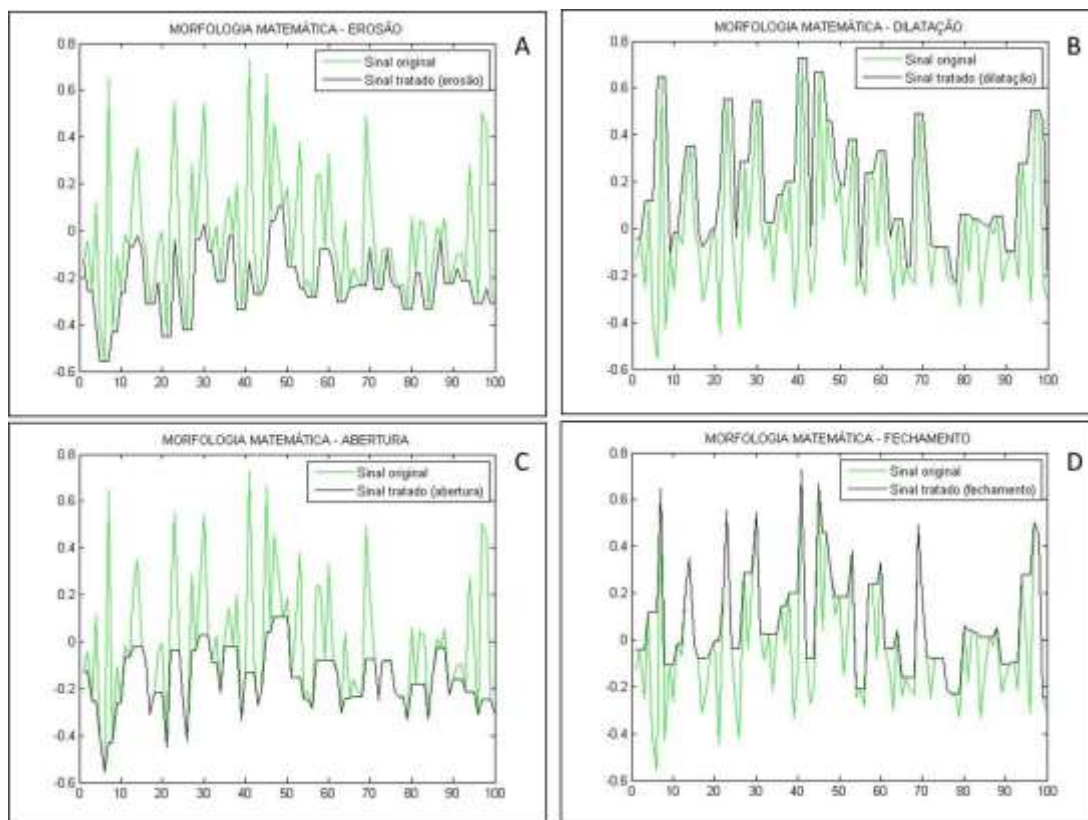 MORFOLOGIA MATEMÁTICA - EROSÃO
A
Sinal original
Sinal tratado (erosão)
0.8
0.6
0.4
0.2
0
-0.2
-0.4
-0.6
0 10 20 30 40 50 60 70 80 90 100
MORFOLOGIA MATEMÁTICA - DILATAÇÃO
B
Sinal original
Sinal tratado (dilatação)
0.8
0.6
0.4
0.2
0
-0.2
-0.4
-0.6
0 10 20 30 40 50 60 70 80 90 100
MORFOLOGIA MATEMÁTICA - ABERTURA
C
Sinal original
Sinal tratado (abertura)
0.8
0.6
0.4
0.2
0
-0.2
-0.4
-0.6
0 10 20 30 40 50 60 70 80 90 100
MORFOLOGIA MATEMÁTICA - FECHAMENTO
D
Sinal original
Sinal tratado (fechamento)
0.8
0.6
0.4
0.2
0
-0.2
-0.4
-0.6
0 10 20 30 40 50 60 70 80 90 100